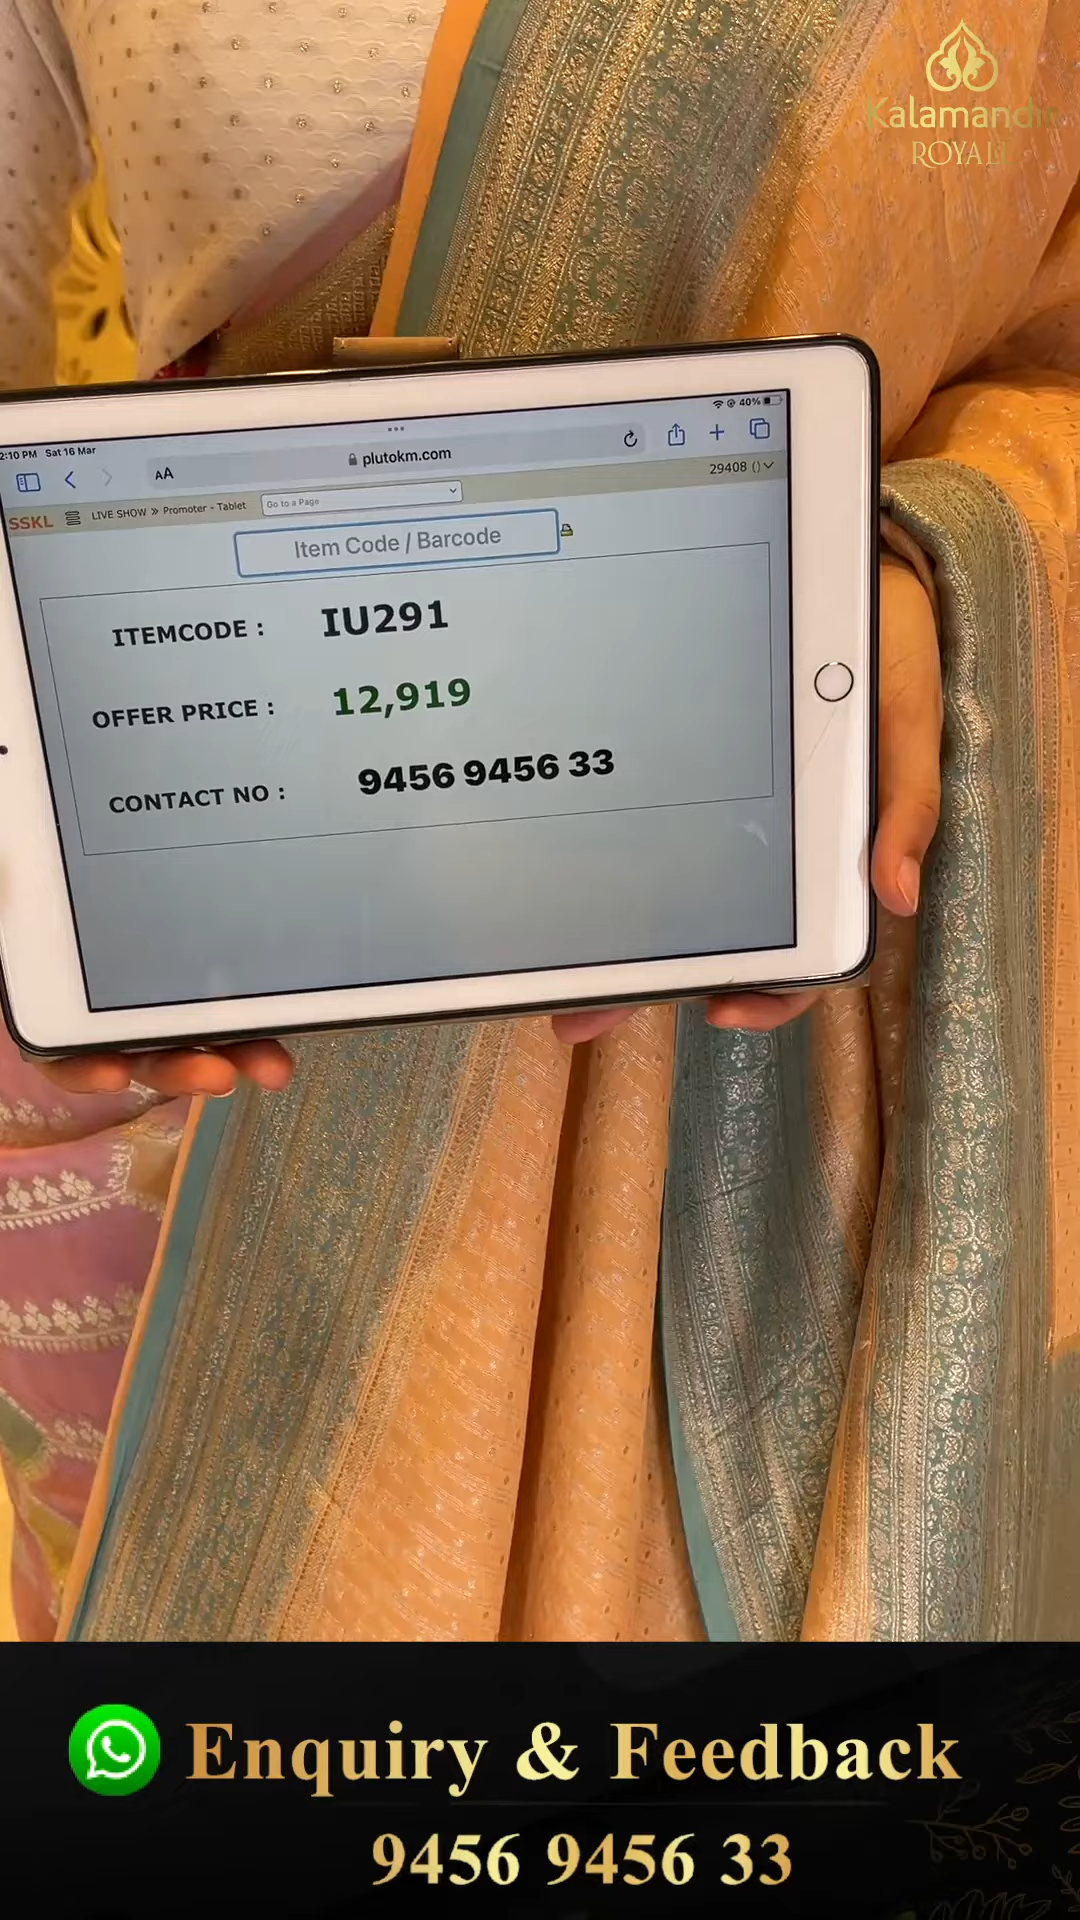 Kalamandir
ROYALE
2:10 PM Sat 16 Mar
40%
AA
plutokm.com
SSKL
LIVE SHOW » Promoter - Tablet
Go to a Page
29408 ()
Item Code / Barcode
ITEMCODE : IU291
OFFER PRICE : 12,919
CONTACT NO : 9456 9456 33
Enquiry & Feedback
9456 9456 33